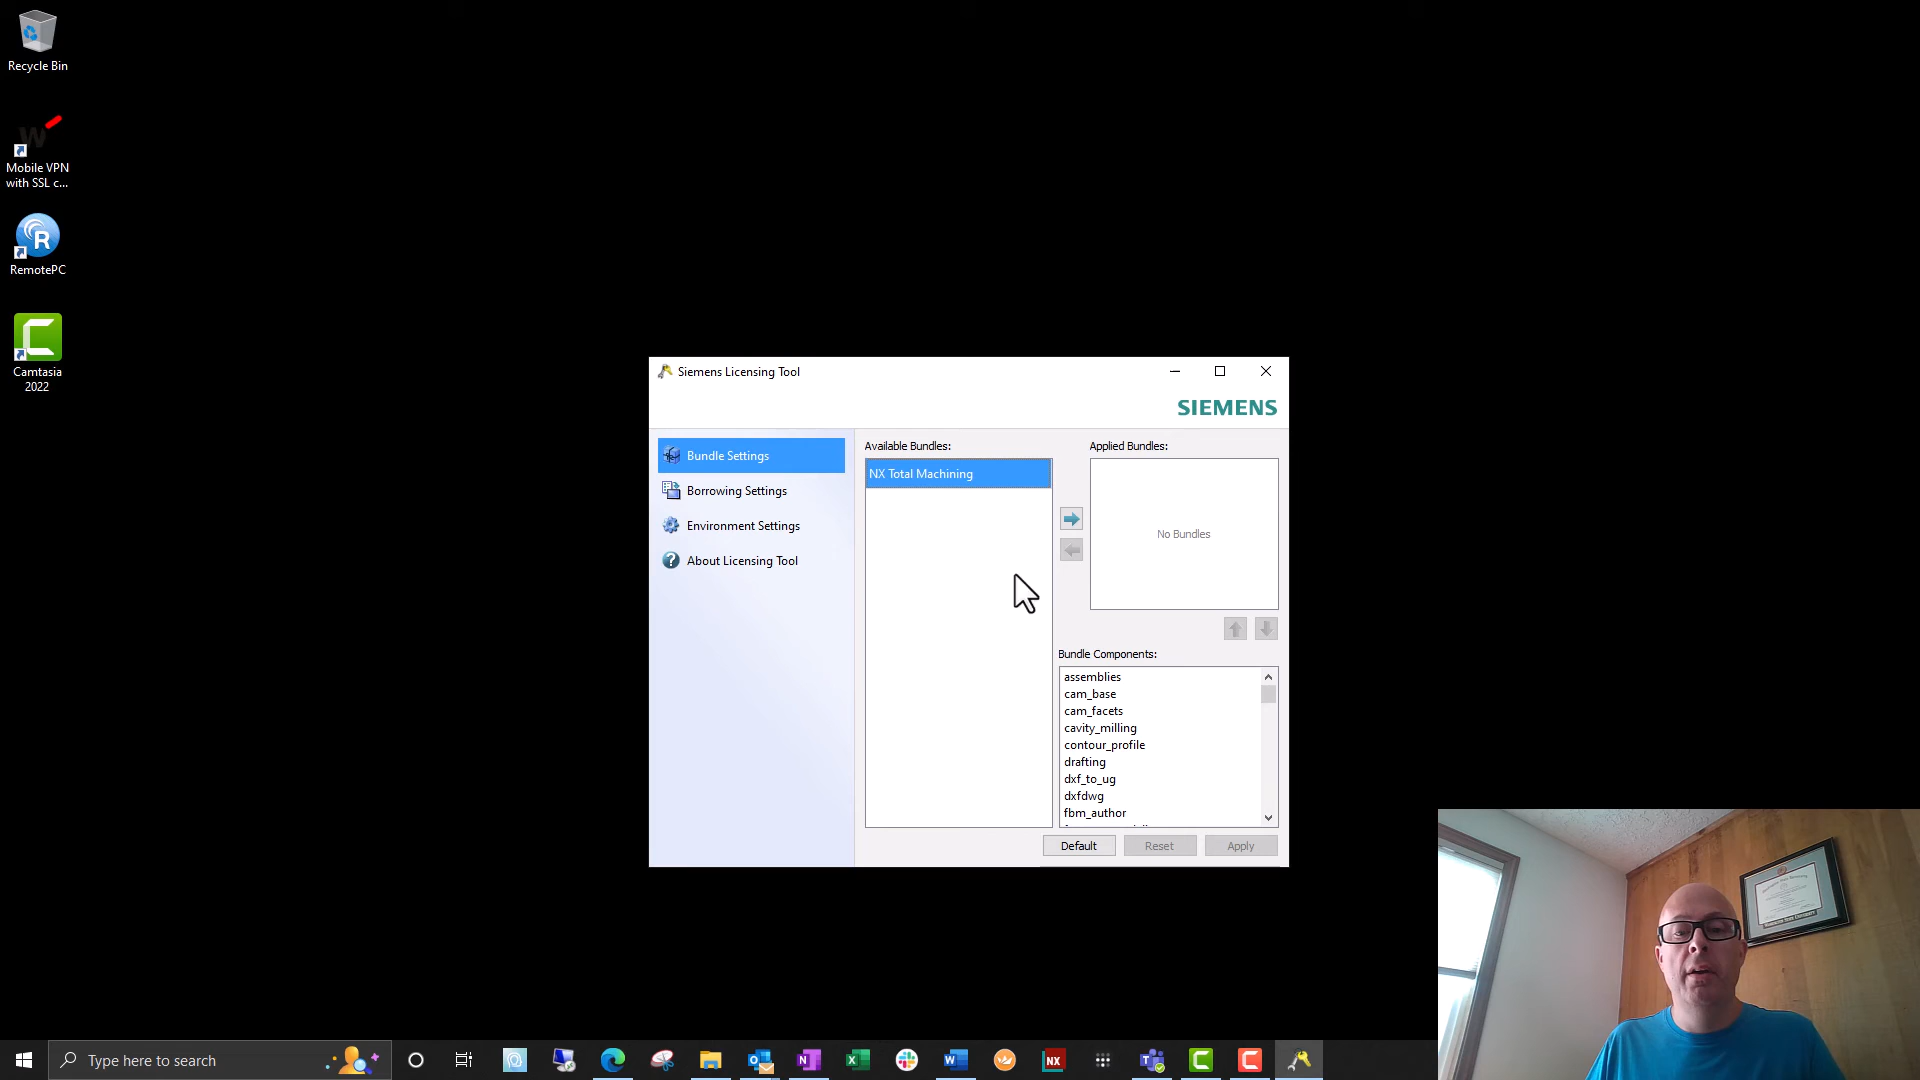 Recycle Bin
Mobile VPN
with SSL c...
R
RemotePC
Camtasia
2022
Siemens Licensing Tool
SIEMENS
Bundle Settings
Borrowing Settings
Environment Settings
About Licensing Tool
Available Bundles:
NX Total Machining
Applied Bundles:
No Bundles
Bundle Components:
assemblies
cam_base
cam_facets
cavity_milling
contour_profile
drafting
dxf_to_ug
dxfdwg
fbm_author
Default
Reset
Apply
Type here to search
NX